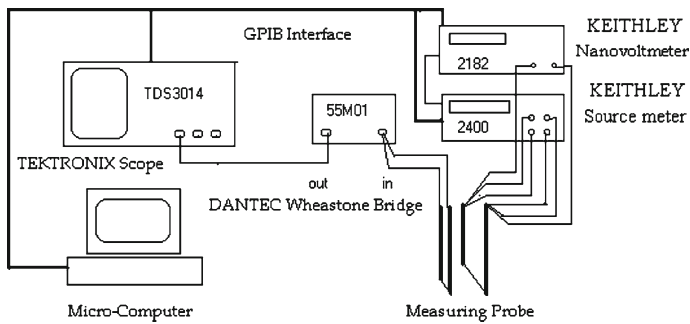 GPIB Interface
KEITHLEY
Nanovoltmeter
2182
TDS3014
KEITHLEY
Source meter
55M01
2400
TEKTRONIX Scope
out
in
DANTEC Wheastone Bridge
Micro-Computer
Measuring Probe